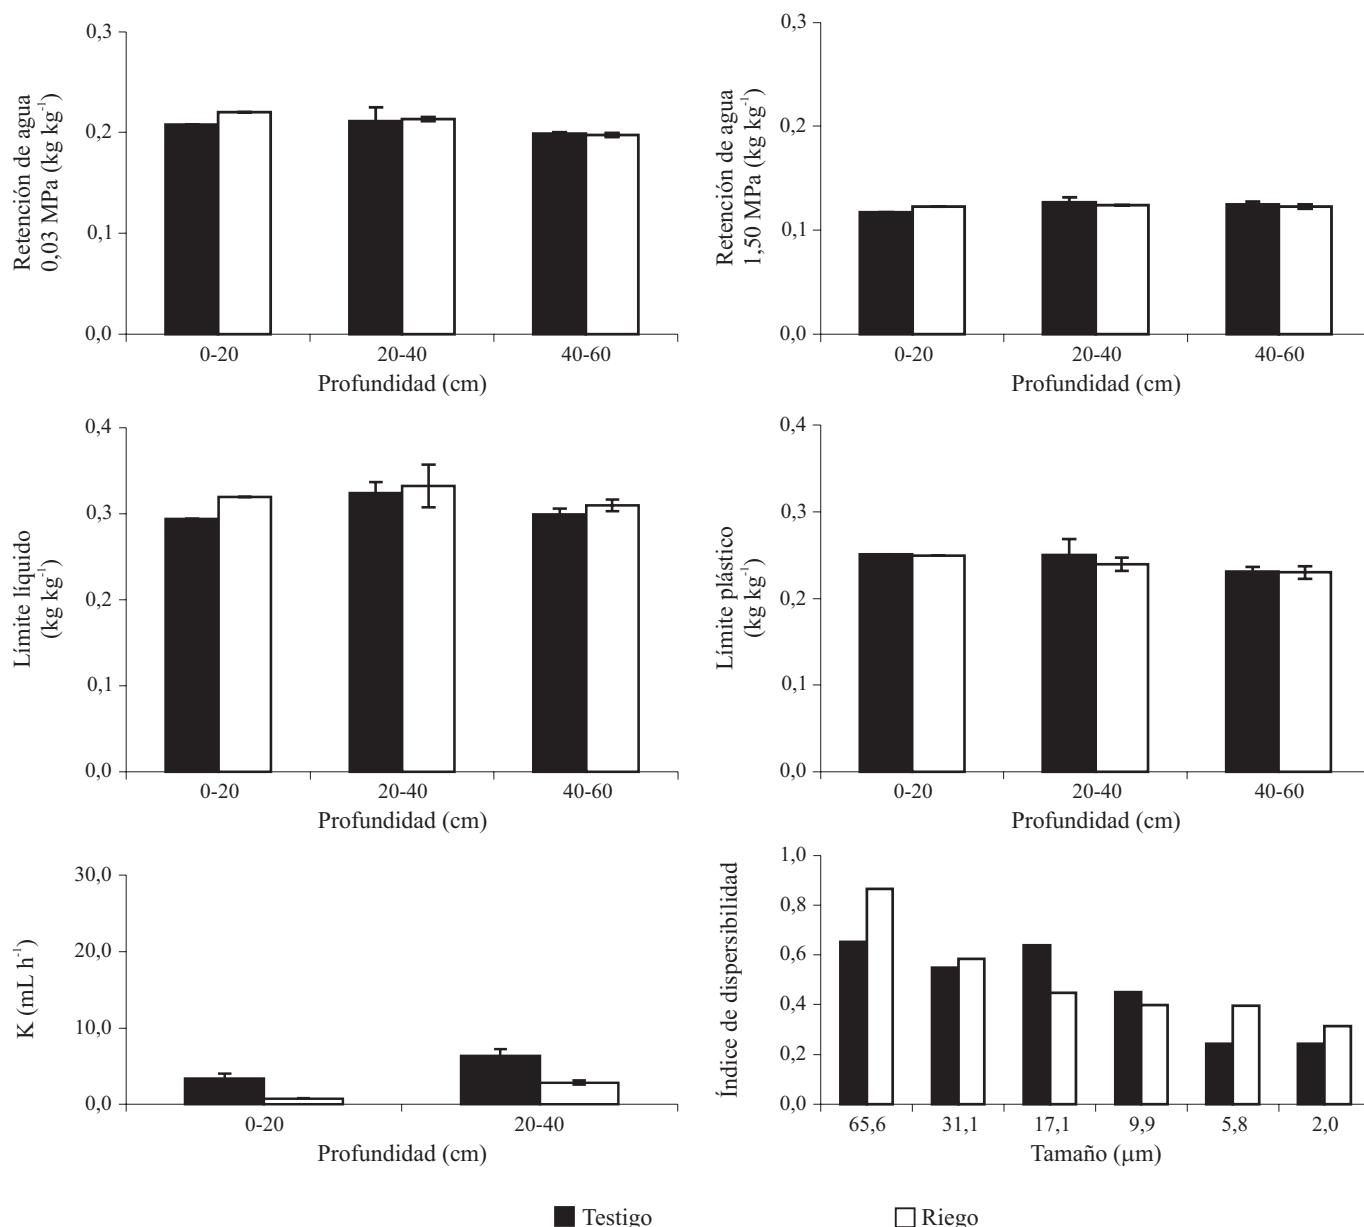 Retención de agua
0,03 MPa (kg kg⁻¹)
0,3
0,2
0,1
0,0
0-20
20-40
40-60
Profundidad (cm)
Retención de agua
1,50 MPa (kg kg⁻¹)
0,3
0,2
0,1
0,0
0-20
20-40
40-60
Profundidad (cm)
Límite líquido
(kg kg⁻¹)
0,4
0,3
0,2
0,1
0,0
0-20
20-40
40-60
Profundidad (cm)
Límite plástico
(kg kg⁻¹)
0,4
0,3
0,2
0,1
0,0
0-20
20-40
40-60
Profundidad (cm)
K (mL h⁻¹)
30,0
20,0
10,0
0,0
0-20
20-40
Profundidad (cm)
Índice de dispersibilidad
1,0
0,8
0,6
0,4
0,2
0,0
65,6
31,1
17,1
9,9
5,8
2,0
Tamaño (µm)
Testigo
Riego